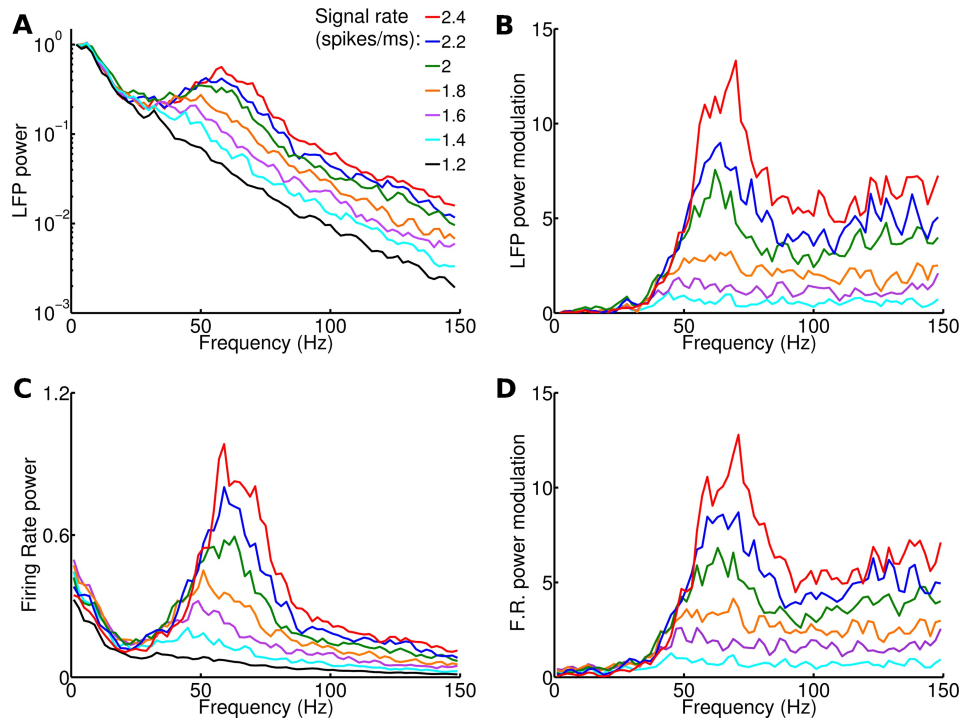 A
Signal rate
(spikes/ms):
2.4
2.2
2
1.8
1.6
1.4
1.2
10⁰
10⁻¹
10⁻²
10⁻³
LFP power
0
50
100
150
Frequency (Hz)
B
15
10
5
0
LFP power modulation
0
50
100
150
Frequency (Hz)
C
1.2
0.6
0
Firing Rate power
0
50
100
150
Frequency (Hz)
D
15
10
5
0
F.R. power modulation
0
50
100
150
Frequency (Hz)